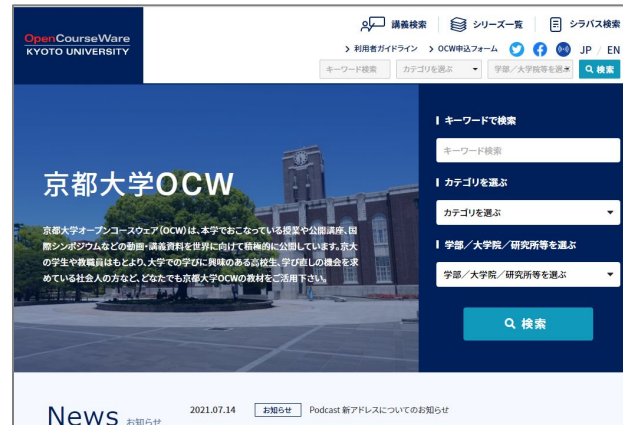 OpenCourseWare
KYOTO UNIVERSITY
講義検索
シリーズ一覧
シラバス検索
利用者ガイドライン
OCW申込フォーム
JP / EN
キーワード検索
カテゴリを選ぶ
学部／大学院等を選ぶ
検索
京都大学OCW
京都大学オープンコースウェア（OCW）は、本学でおこなっている授業や公開講座、国
際シンポジウムなどの動画・講義資料を世界に向けて積極的に公開しています。京大
の学生や教職員はもとより、大学での学びに興味のある高校生、学び直しの機会を求
めている社会人の方など、どなたでも京都大学OCWの教材をご活用下さい。
キーワードで検索
キーワード検索
カテゴリを選ぶ
カテゴリを選ぶ
学部／大学院／研究所等を選ぶ
学部／大学院／研究所等を選ぶ
検索
News お知らせ
2021.07.14 お知らせ Podcast 新アドレスについてのお知らせ